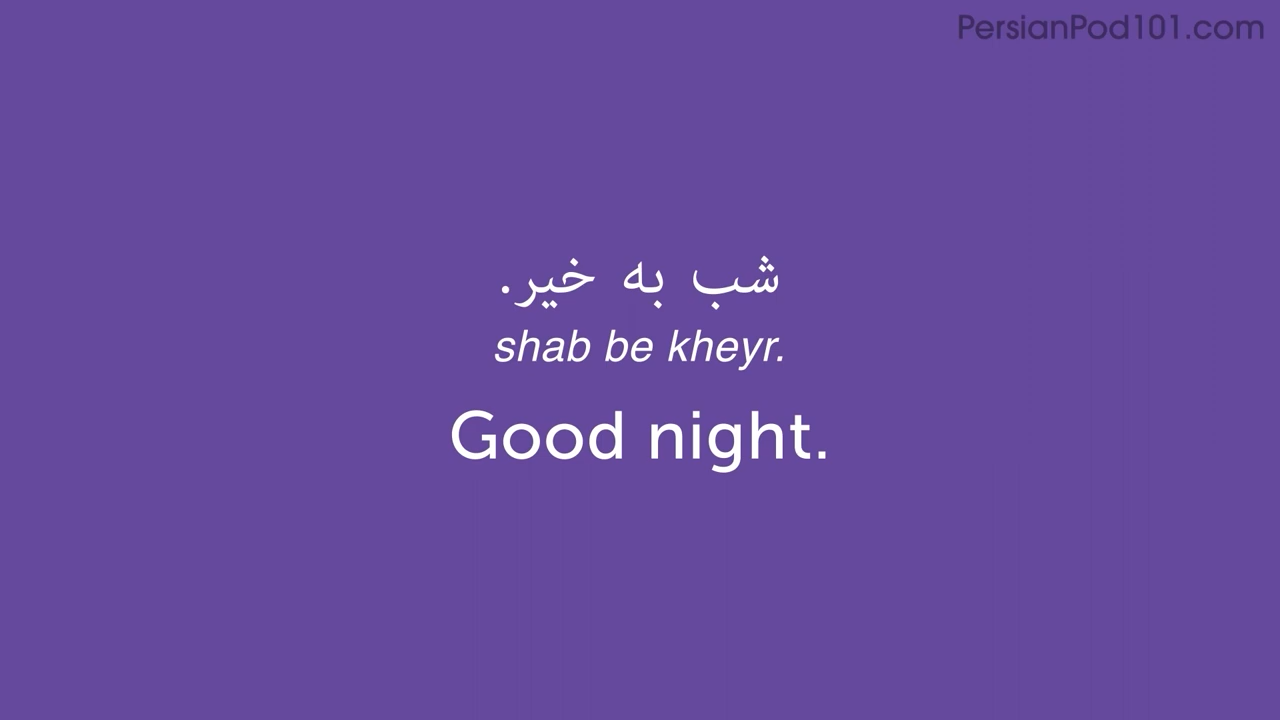 PersianPod101.com
شب به خیر.
shab be kheyr.
Good night.